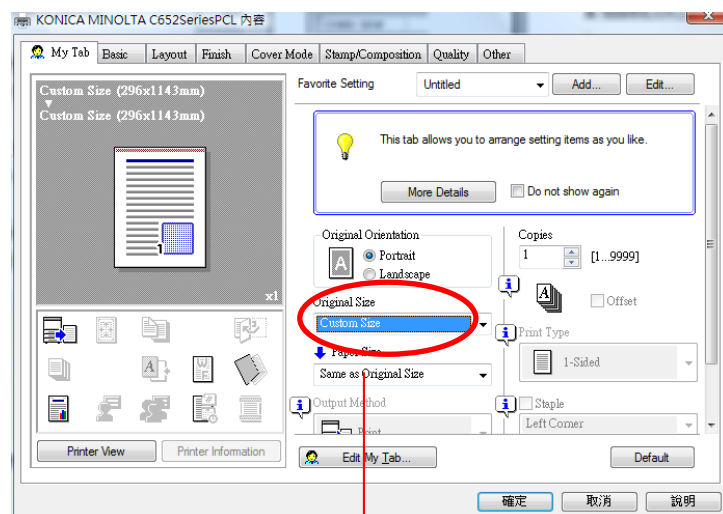 KONICA MINOLTA C652SeriesPCL 內容
My Tab Basic Layout Finish Cover Mode Stamp/Composition Quality Other
Custom Size (296x1143mm)
Custom Size (296x1143mm)
1
x1
Favorite Setting Untitled Add... Edit...
This tab allows you to arrange setting items as you like.
More Details Do not show again
Original Orientation
A Portrait
Landscape
Copies
1 [1...9999]
A Offset
Original Size
Custom Size
Paper Size
Same as Original Size
Print Type
1-Sided
Output Method
Print
Staple
Left Corner
Printer View Printer Information
Edit My Tab... Default
確定 取消 說明